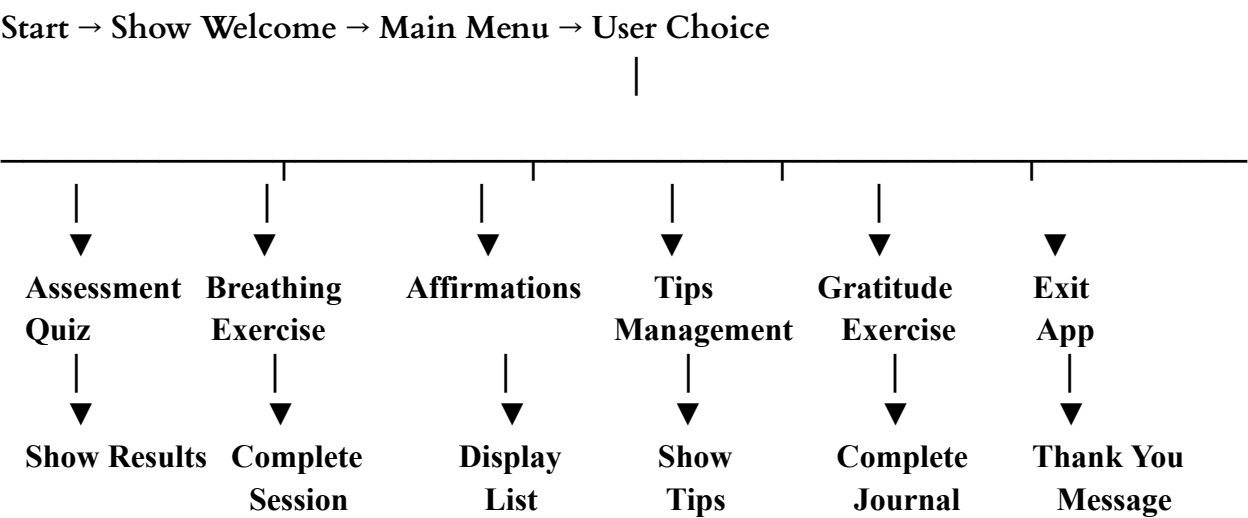 Start → Show Welcome → Main Menu → User Choice
Assessment Breathing Affirmations Tips Gratitude Exit
Quiz Exercise Management Exercise App
Show Results Complete Display Show Complete Thank You
Session List Tips Journal Message